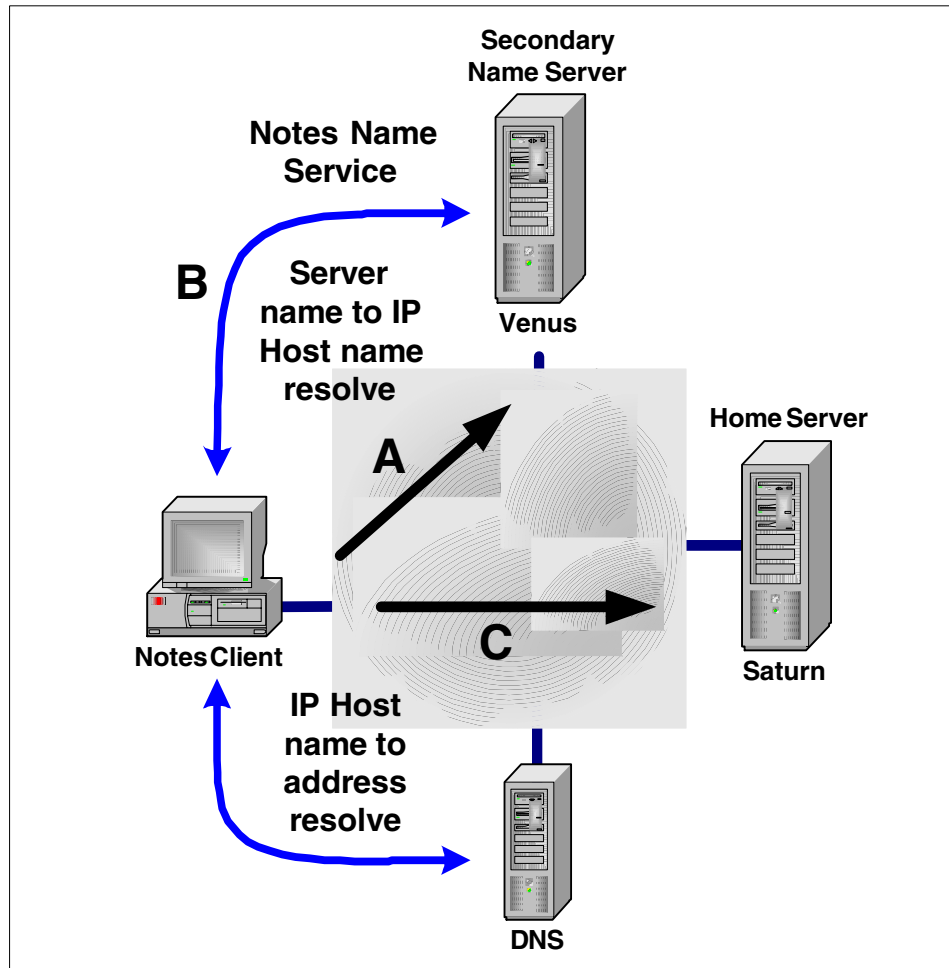 Secondary
Name Server
Notes Name
Service
B
Server
name to IP
Host name
resolve
Venus
A
Home Server
C
Notes Client
Saturn
IP Host
name to
address
resolve
DNS